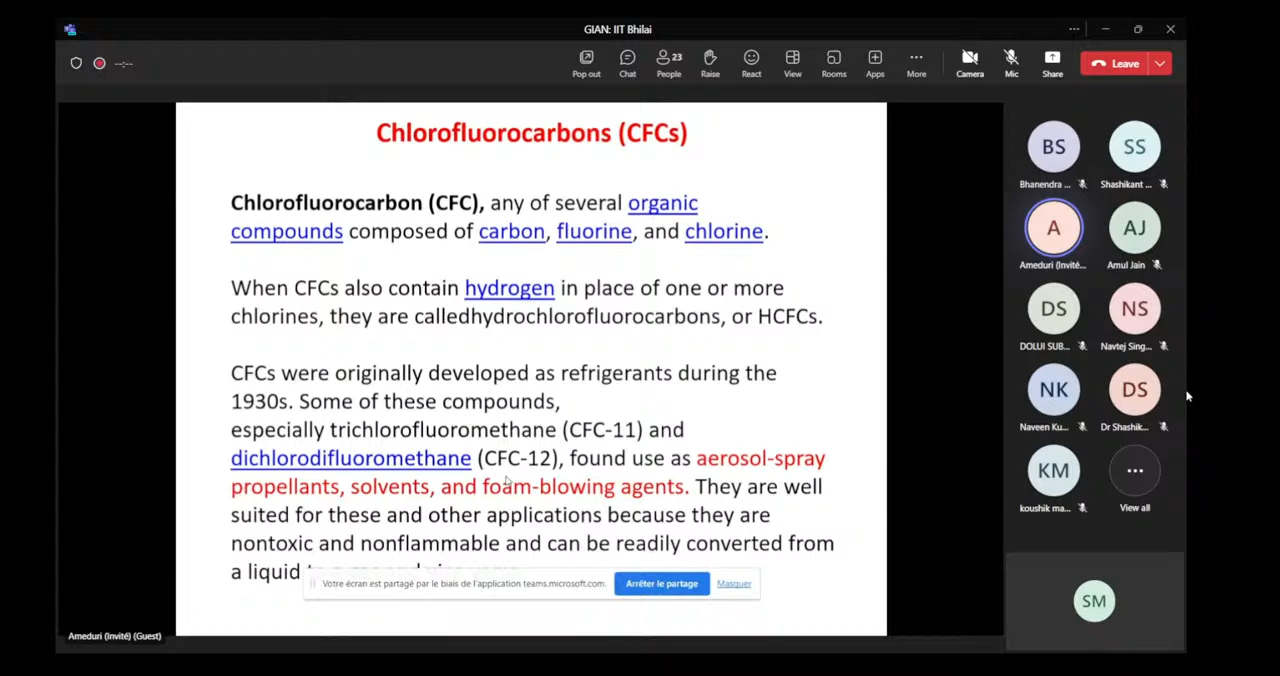 GIAN: IIT Bhilai
--:--
Pop out
Chat
23
People
Raise
React
View
Rooms
Apps
More
Camera
Mic
Share
Leave
Chlorofluorocarbons (CFCs)
Chlorofluorocarbon (CFC), any of several organic
compounds composed of carbon, fluorine, and chlorine.
When CFCs also contain hydrogen in place of one or more
chlorines, they are calledhydrochlorofluorocarbons, or HCFCs.
CFCs were originally developed as refrigerants during the
1930s. Some of these compounds,
especially trichlorofluoromethane (CFC-11) and
dichlorodifluoromethane (CFC-12), found use as aerosol-spray
propellants, solvents, and foam-blowing agents. They are well
suited for these and other applications because they are
nontoxic and nonflammable and can be readily converted from
a liquid
Votre écran est partagé par le biais de l'application teams.microsoft.com.
Arrêter le partage
Masquer
Ameduri (Invité) (Guest)
BS
Bhanendra ...
SS
Shashikant ...
A
Ameduri (Invité...
AJ
Amul Jain
DS
DOLUI SUB...
NS
Navtej Sing...
NK
Naveen Ku...
DS
Dr Shashik...
KM
koushik ma...
View all
SM